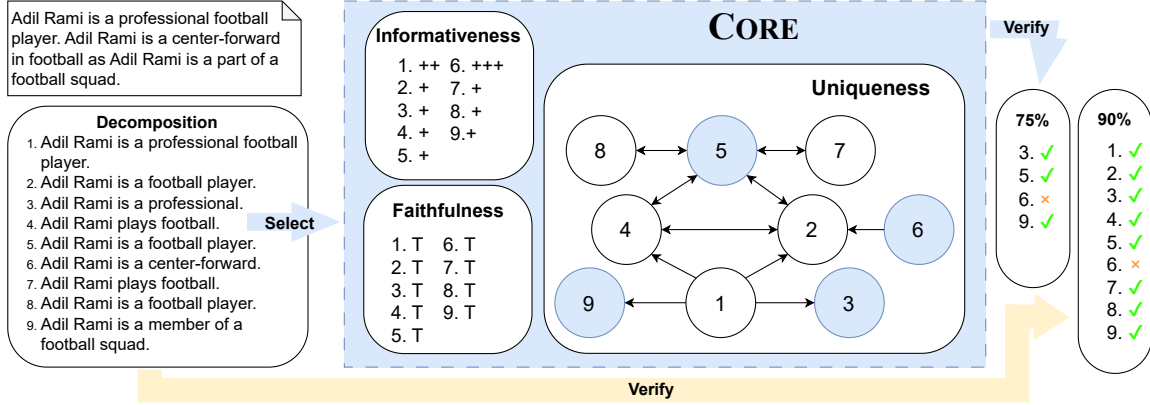 Adil Rami is a professional football
player. Adil Rami is a center-forward
in football as Adil Rami is a part of a
football squad.
Decomposition
1. Adil Rami is a professional football
player.
2. Adil Rami is a football player.
3. Adil Rami is a professional.
4. Adil Rami plays football.
5. Adil Rami is a football player.
6. Adil Rami is a center-forward.
7. Adil Rami plays football.
8. Adil Rami is a football player.
9. Adil Rami is a member of a
football squad.
Select
CORE
Informativeness
1. ++ 6. +++
2. + 7. +
3. + 8. +
4. + 9.+
5. +
Faithfulness
1. T 6. T
2. T 7. T
3. T 8. T
4. T 9. T
5. T
Uniqueness
8 5 7
4 2 6
9 1 3
Verify
75%
3. ✓
5. ✓
6. ×
9. ✓
90%
1. ✓
2. ✓
3. ✓
4. ✓
5. ✓
6. ×
7. ✓
8. ✓
9. ✓
Verify